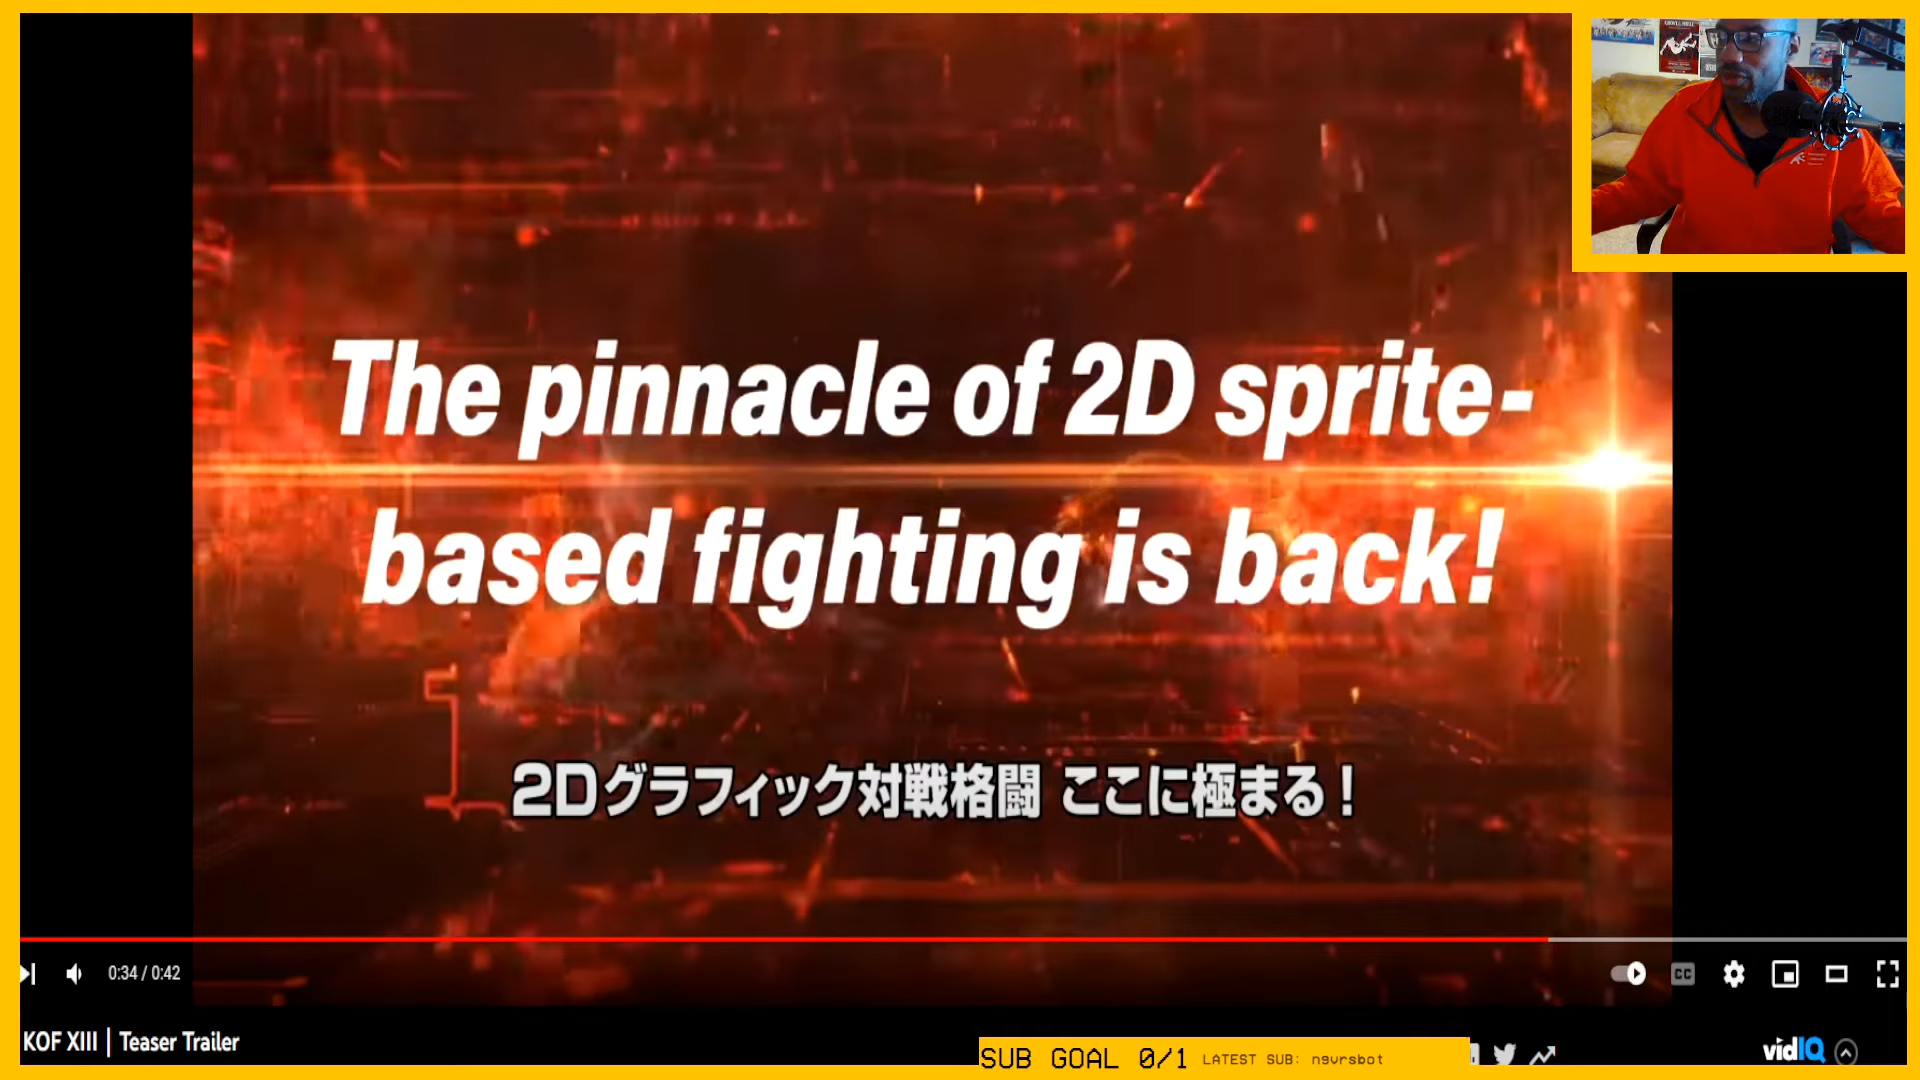 The pinnacle of 2D sprite-
based fighting is back!
2Dグラフィック対戦格闘 ここに極まる！
0:34 / 0:42
CC
KOF XIII | Teaser Trailer
SUB GOAL 0/1 LATEST SUB: n9vrsbot
vidIQ